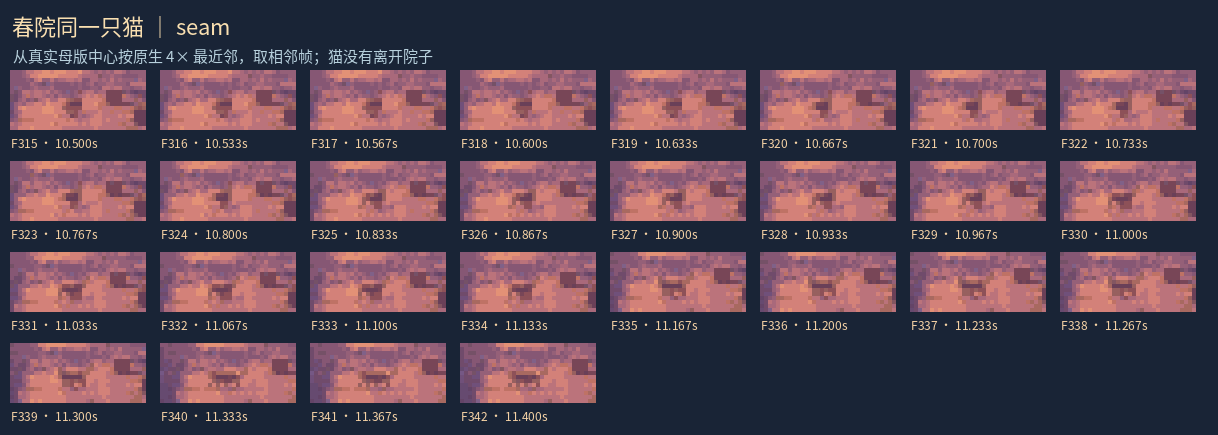 春院同一只猫 | seam
从真实母版中心按原生 4× 最近邻，取相邻帧；猫没有离开院子
F315 · 10.500s
F316 · 10.533s
F317 · 10.567s
F318 · 10.600s
F319 · 10.633s
F320 · 10.667s
F321 · 10.700s
F322 · 10.733s
F323 · 10.767s
F324 · 10.800s
F325 · 10.833s
F326 · 10.867s
F327 · 10.900s
F328 · 10.933s
F329 · 10.967s
F330 · 11.000s
F331 · 11.033s
F332 · 11.067s
F333 · 11.100s
F334 · 11.133s
F335 · 11.167s
F336 · 11.200s
F337 · 11.233s
F338 · 11.267s
F339 · 11.300s
F340 · 11.333s
F341 · 11.367s
F342 · 11.400s